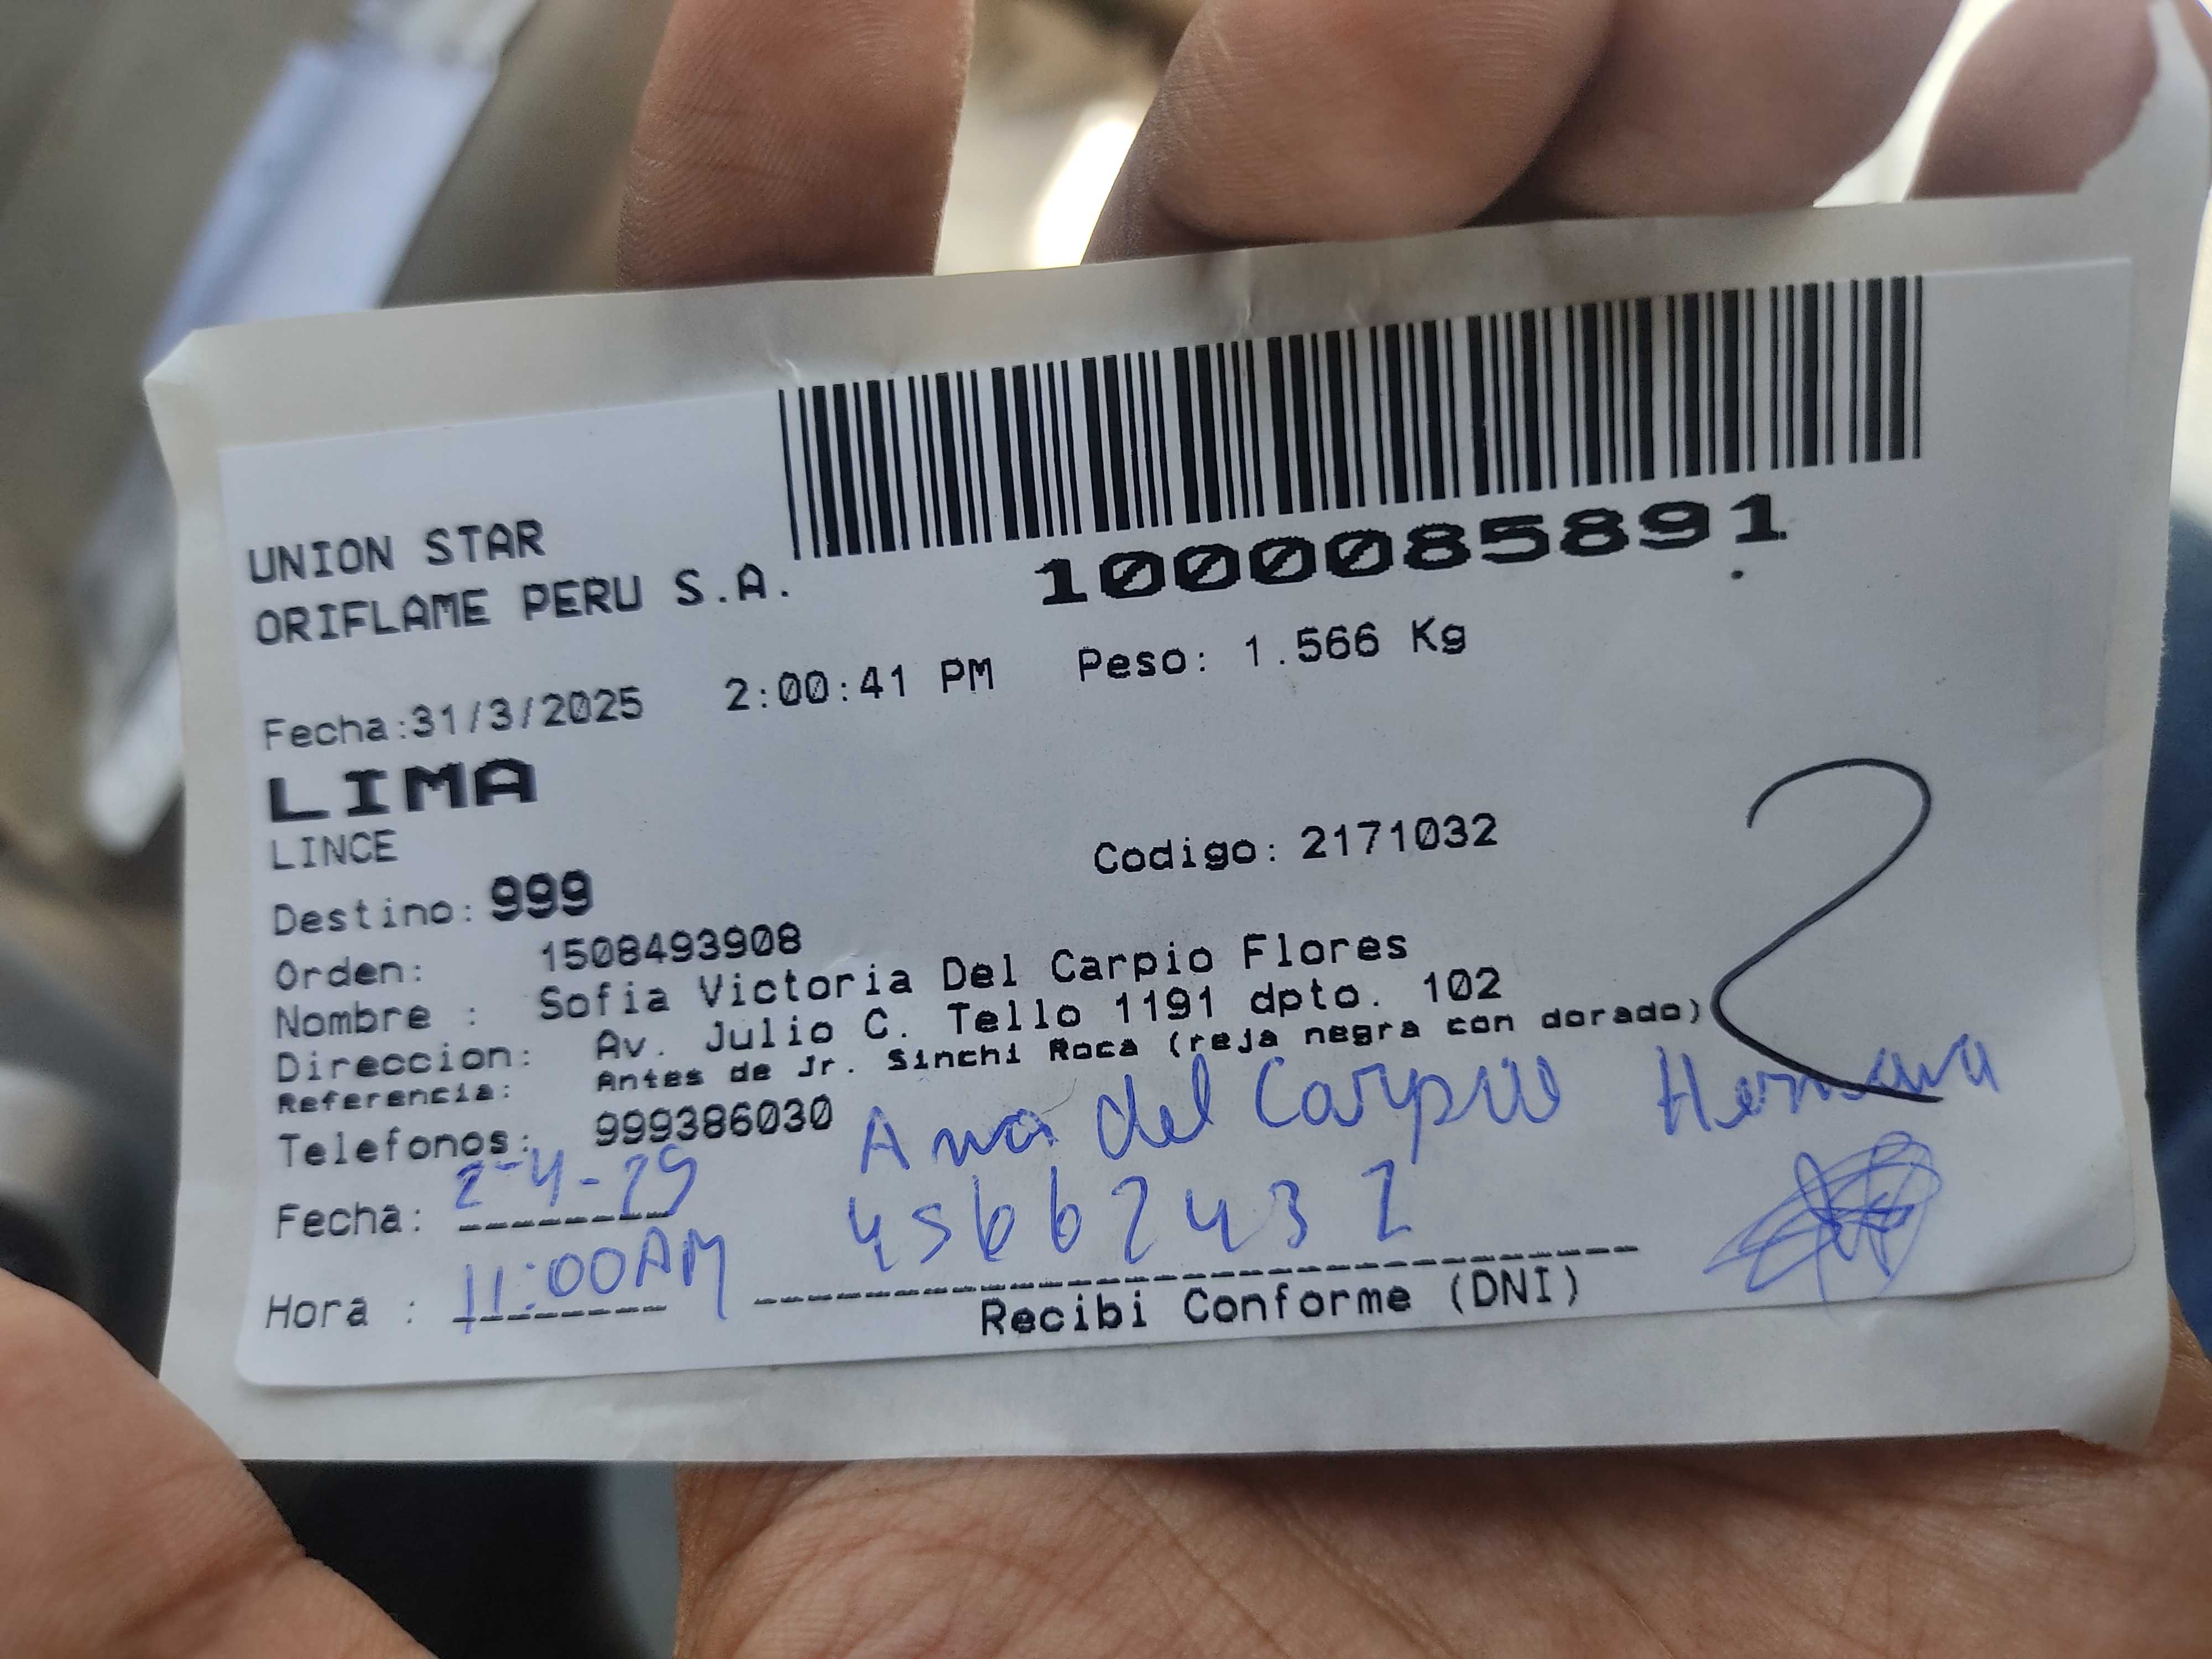 UNION STAR
ORIFLAME PERU S.A.
1000085891
Fecha:31/3/2025 2:00:41 PM Peso: 1.566 Kg
LIMA
LINCE
Codigo: 2171032
Destino: 999
Orden: 1508493908
Nombre : Sofia Victoria Del Carpio Flores
Direccion: Av. Julio C. Tello 1191 dpto. 102
Referencia: Antes de Jr. Sinchi Roca (reja negra con dorado)
Telefonos: 999386030
2
Ana del Carpio Hermana
Fecha: 2-4-25
45662432
Hora : 11:00AM
Recibi Conforme (DNI)